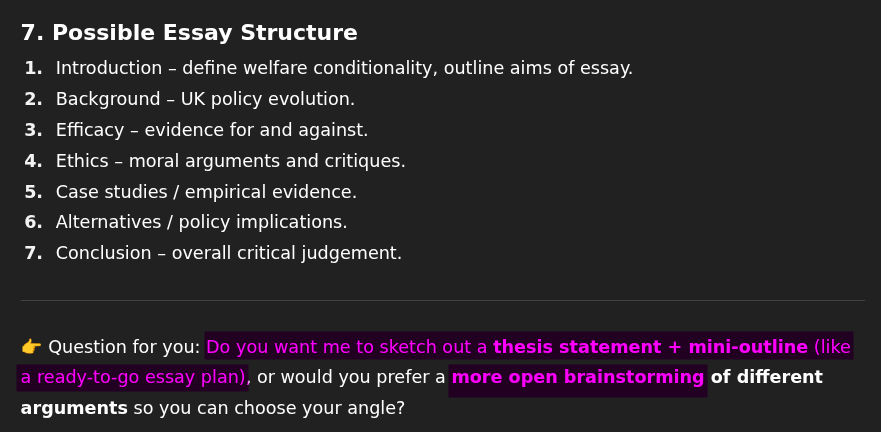 7. Possible Essay Structure
1. Introduction – define welfare conditionality, outline aims of essay.
2. Background – UK policy evolution.
3. Efficacy – evidence for and against.
4. Ethics – moral arguments and critiques.
5. Case studies / empirical evidence.
6. Alternatives / policy implications.
7. Conclusion – overall critical judgement.
👉 Question for you: Do you want me to sketch out a thesis statement + mini-outline (like
a ready-to-go essay plan), or would you prefer a more open brainstorming of different
arguments so you can choose your angle?